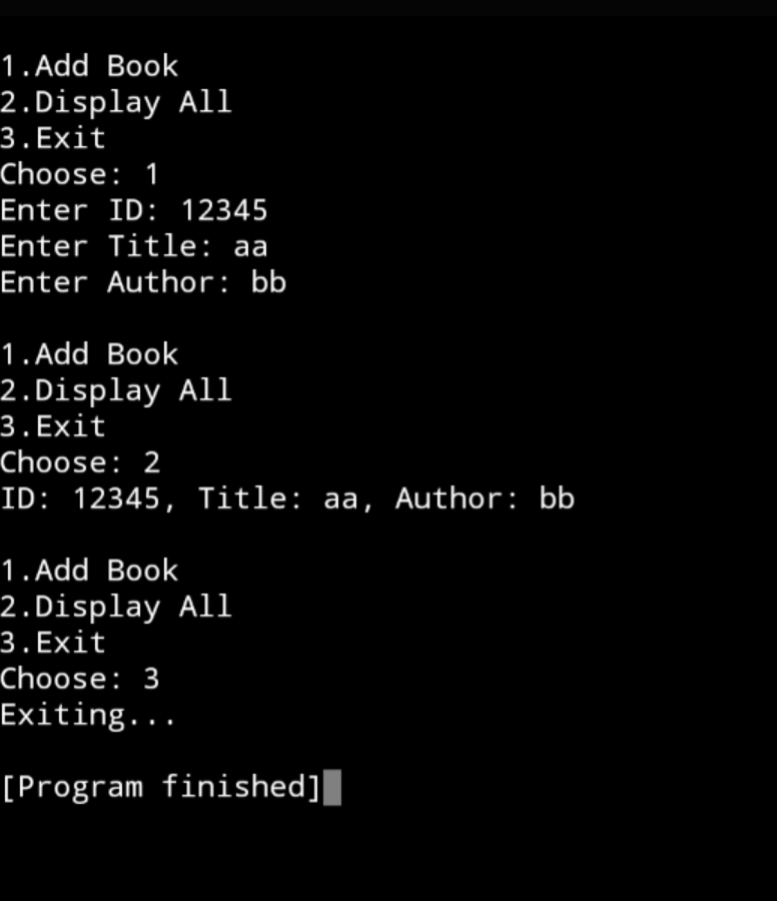 1.Add Book
2.Display All
3.Exit
Choose: 1
Enter ID: 12345
Enter Title: aa
Enter Author: bb
1.Add Book
2.Display All
3.Exit
Choose: 2
ID: 12345, Title: aa, Author: bb
1.Add Book
2.Display All
3.Exit
Choose: 3
Exiting...
[Program finished]